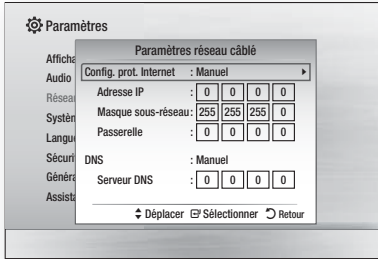 Paramètres
Afficha
Audio
Réseau
Systèn
Langu
Sécuri
Généra
Assista
Paramètres réseau câblé
Config. prot. Internet : Manuel
Adresse IP : 0 0 0 0
Masque sous-réseau : 255 255 255 0
Passerelle : 0 0 0 0
DNS : Manuel
Serveur DNS : 0 0 0 0
Déplacer Sélectionner Retour